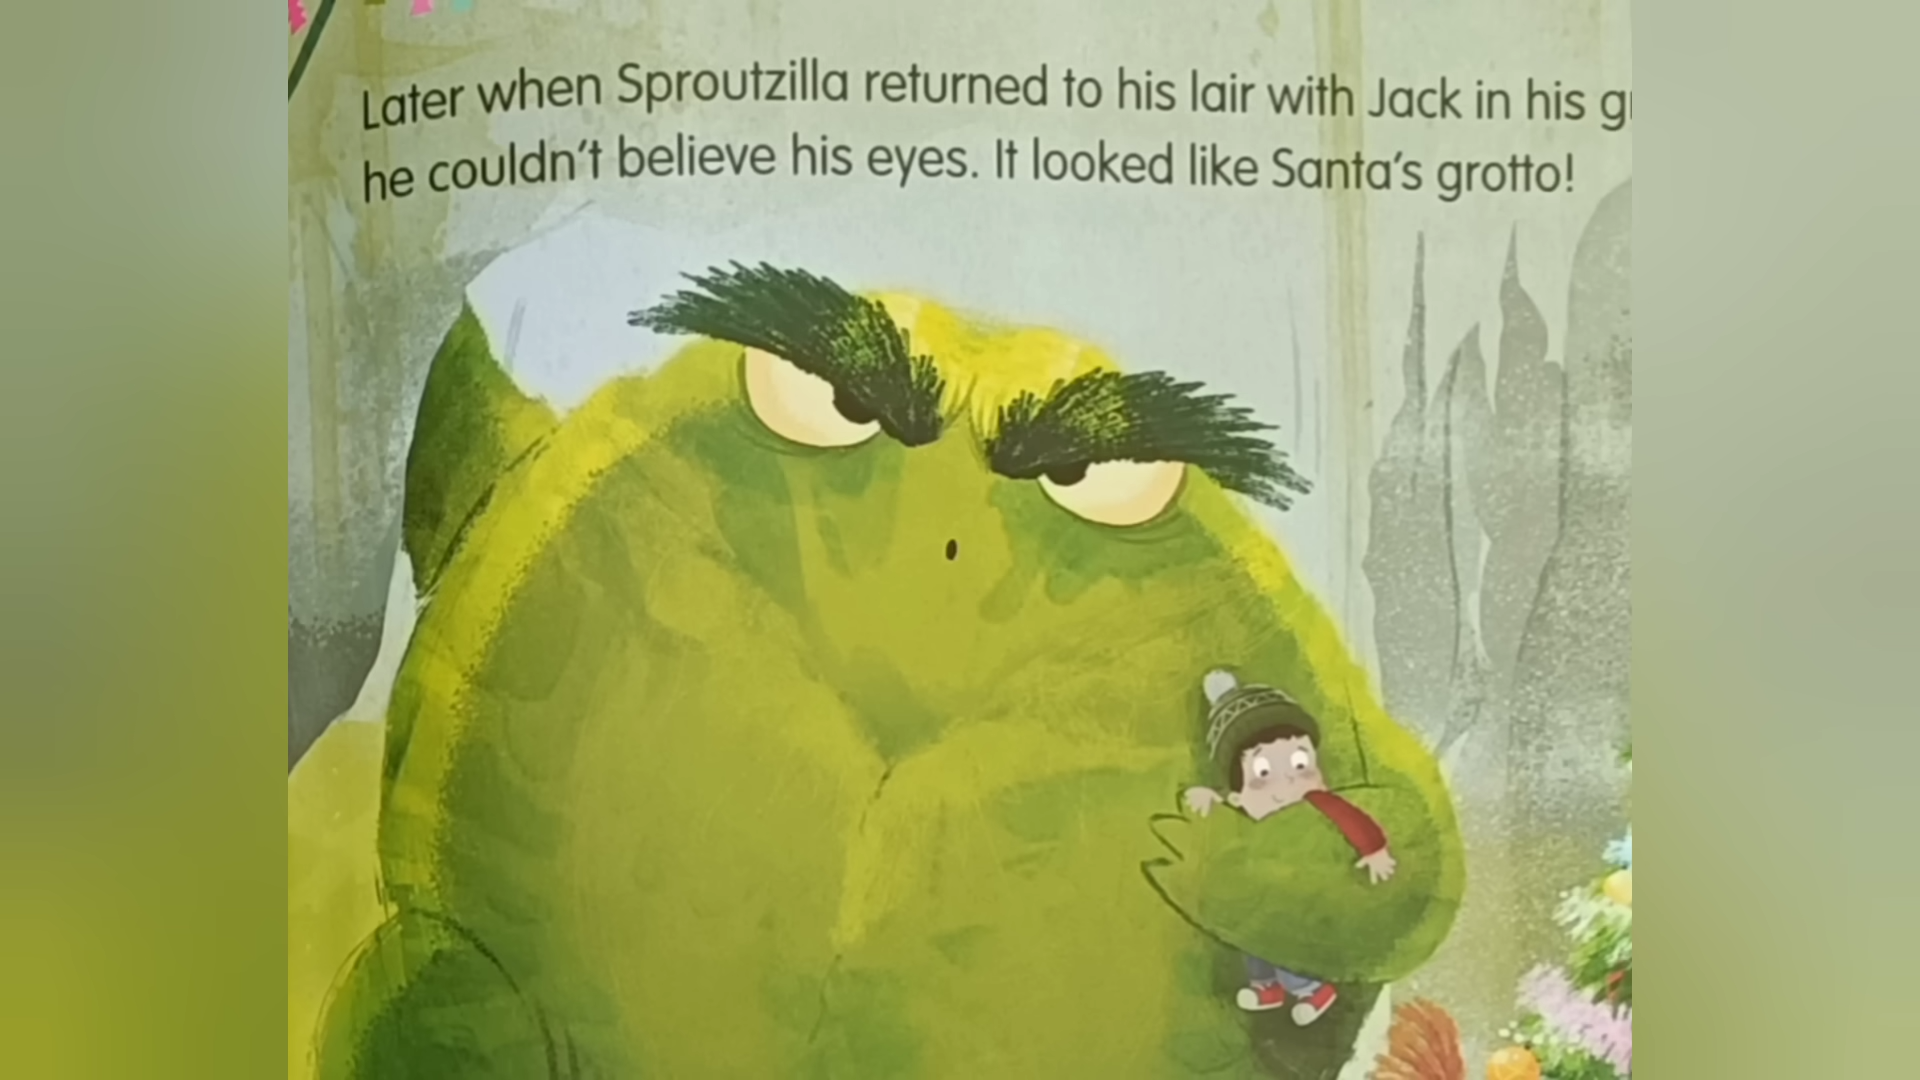 Later when Sproutzilla returned to his lair with Jack in his
he couldn't believe his eyes. It looked like Santa's grotto!